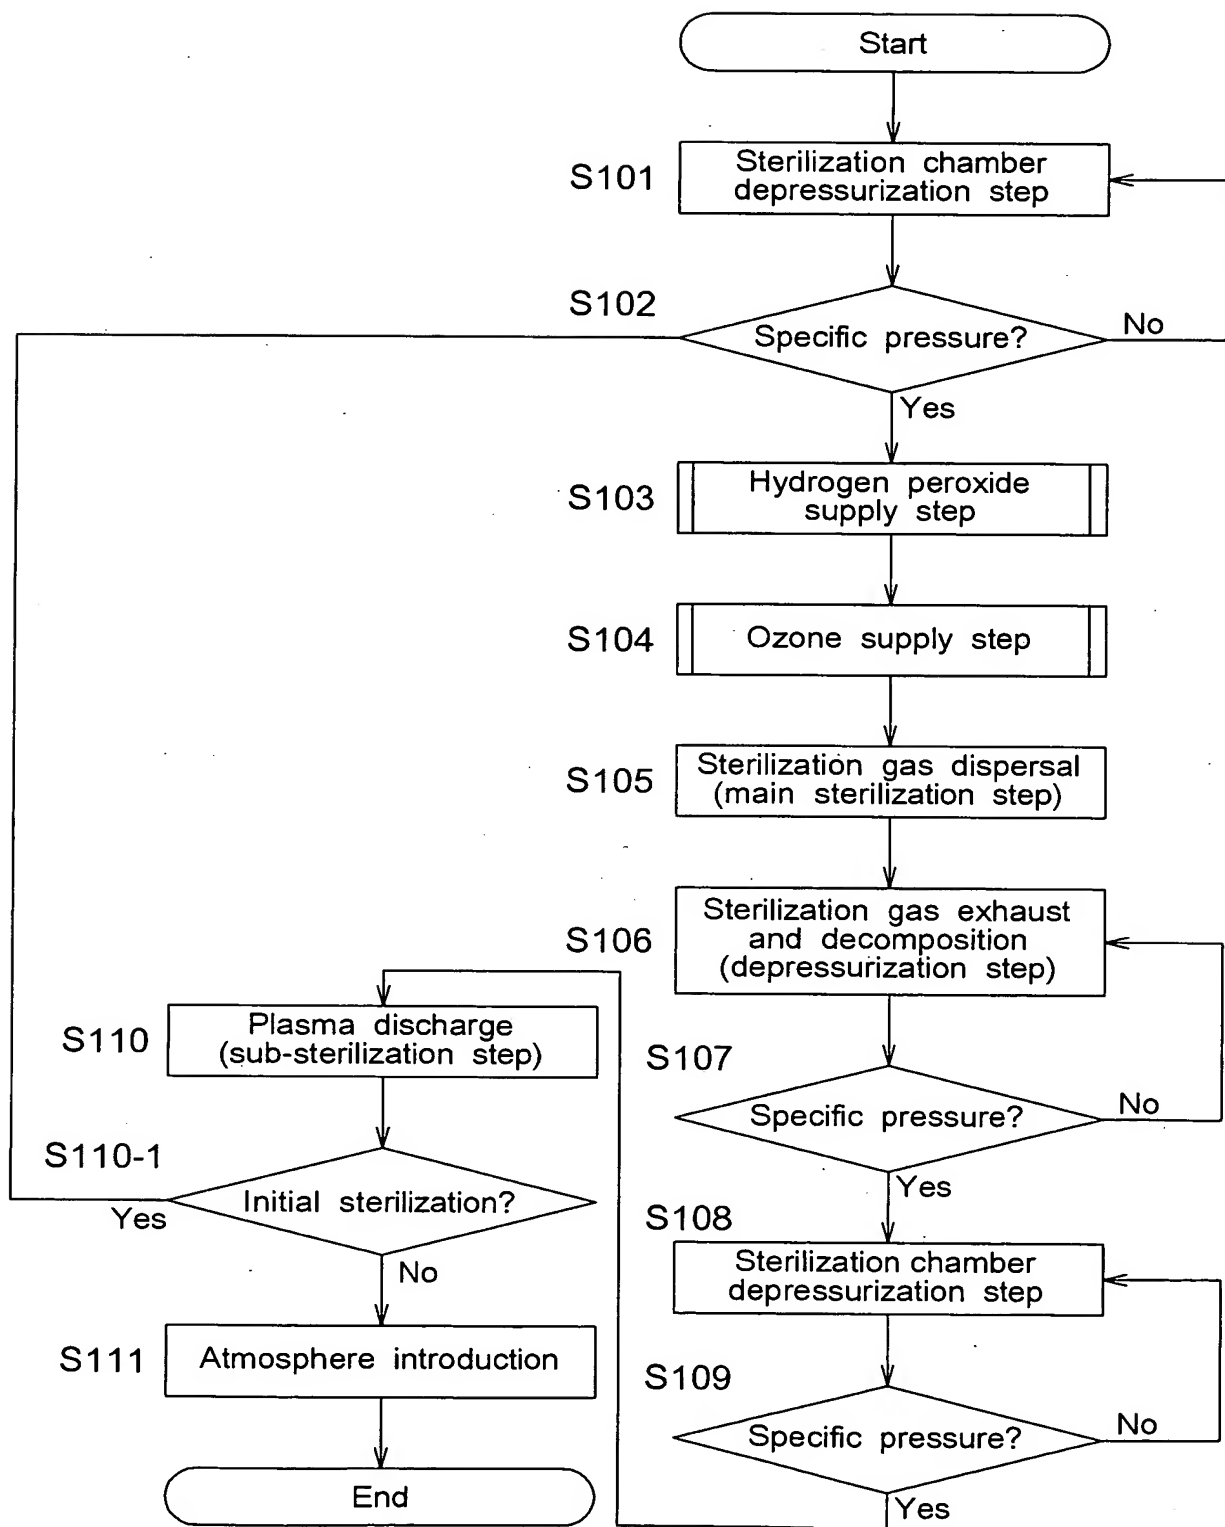 Start
S101
Sterilization chamber
depressurization step
S102
Specific pressure?
No
Yes
S103
Hydrogen peroxide
supply step
S104
Ozone supply step
S105
Sterilization gas dispersal
(main sterilization step)
S106
Sterilization gas exhaust
and decomposition
(depressurization step)
S107
Specific pressure?
No
Yes
S108
Sterilization chamber
depressurization step
S109
Specific pressure?
No
Yes
S110
Plasma discharge
(sub-sterilization step)
S110-1
Initial sterilization?
Yes
No
S111
Atmosphere introduction
End